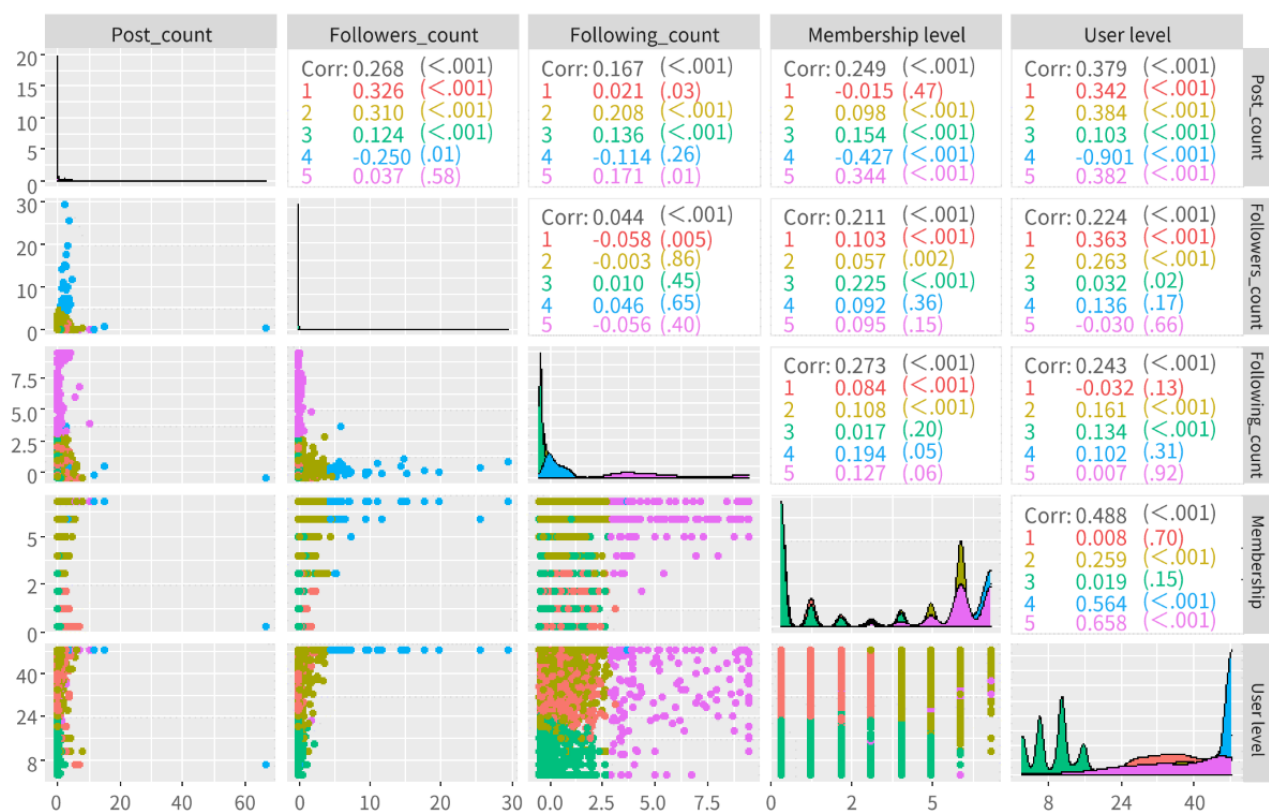 Post_count Followers_count Following_count Membership level User level
20
15
10
5
0
Corr: 0.268 (<.001)
1 0.326 (<.001)
2 0.310 (<.001)
3 0.124 (<.001)
4 -0.250 (.01)
5 0.037 (.58)
Corr: 0.167 (<.001)
1 0.021 (.03)
2 0.208 (<.001)
3 0.136 (<.001)
4 -0.114 (.26)
5 0.171 (.01)
Corr: 0.249 (<.001)
1 -0.015 (.47)
2 0.098 (<.001)
3 0.154 (<.001)
4 -0.427 (<.001)
5 0.344 (<.001)
Corr: 0.379 (<.001)
1 0.342 (<.001)
2 0.384 (<.001)
3 0.103 (<.001)
4 -0.901 (<.001)
5 0.382 (<.001)
Post_count
30
20
10
0
Corr: 0.044 (<.001)
1 -0.058 (.005)
2 -0.003 (.86)
3 0.010 (.45)
4 0.046 (.65)
5 -0.056 (.40)
Corr: 0.211 (<.001)
1 0.103 (<.001)
2 0.057 (.002)
3 0.225 (<.001)
4 0.092 (.36)
5 0.095 (.15)
Corr: 0.224 (<.001)
1 0.363 (<.001)
2 0.263 (<.001)
3 0.032 (.02)
4 0.136 (.17)
5 -0.030 (.66)
Followers_count
7.5
5.0
2.5
0
Corr: 0.273 (<.001)
1 0.084 (<.001)
2 0.108 (<.001)
3 0.017 (.20)
4 0.194 (.05)
5 0.127 (.06)
Corr: 0.243 (<.001)
1 -0.032 (.13)
2 0.161 (<.001)
3 0.134 (<.001)
4 0.102 (.31)
5 0.007 (.92)
Following_count
5
2
0
Corr: 0.488 (<.001)
1 0.008 (.70)
2 0.259 (<.001)
3 0.019 (.15)
4 0.564 (<.001)
5 0.658 (<.001)
Membership
40
24
8
User level
0 20 40 60 0 10 20 30 0.0 2.5 5.0 7.5 0 2 5 8 24 40